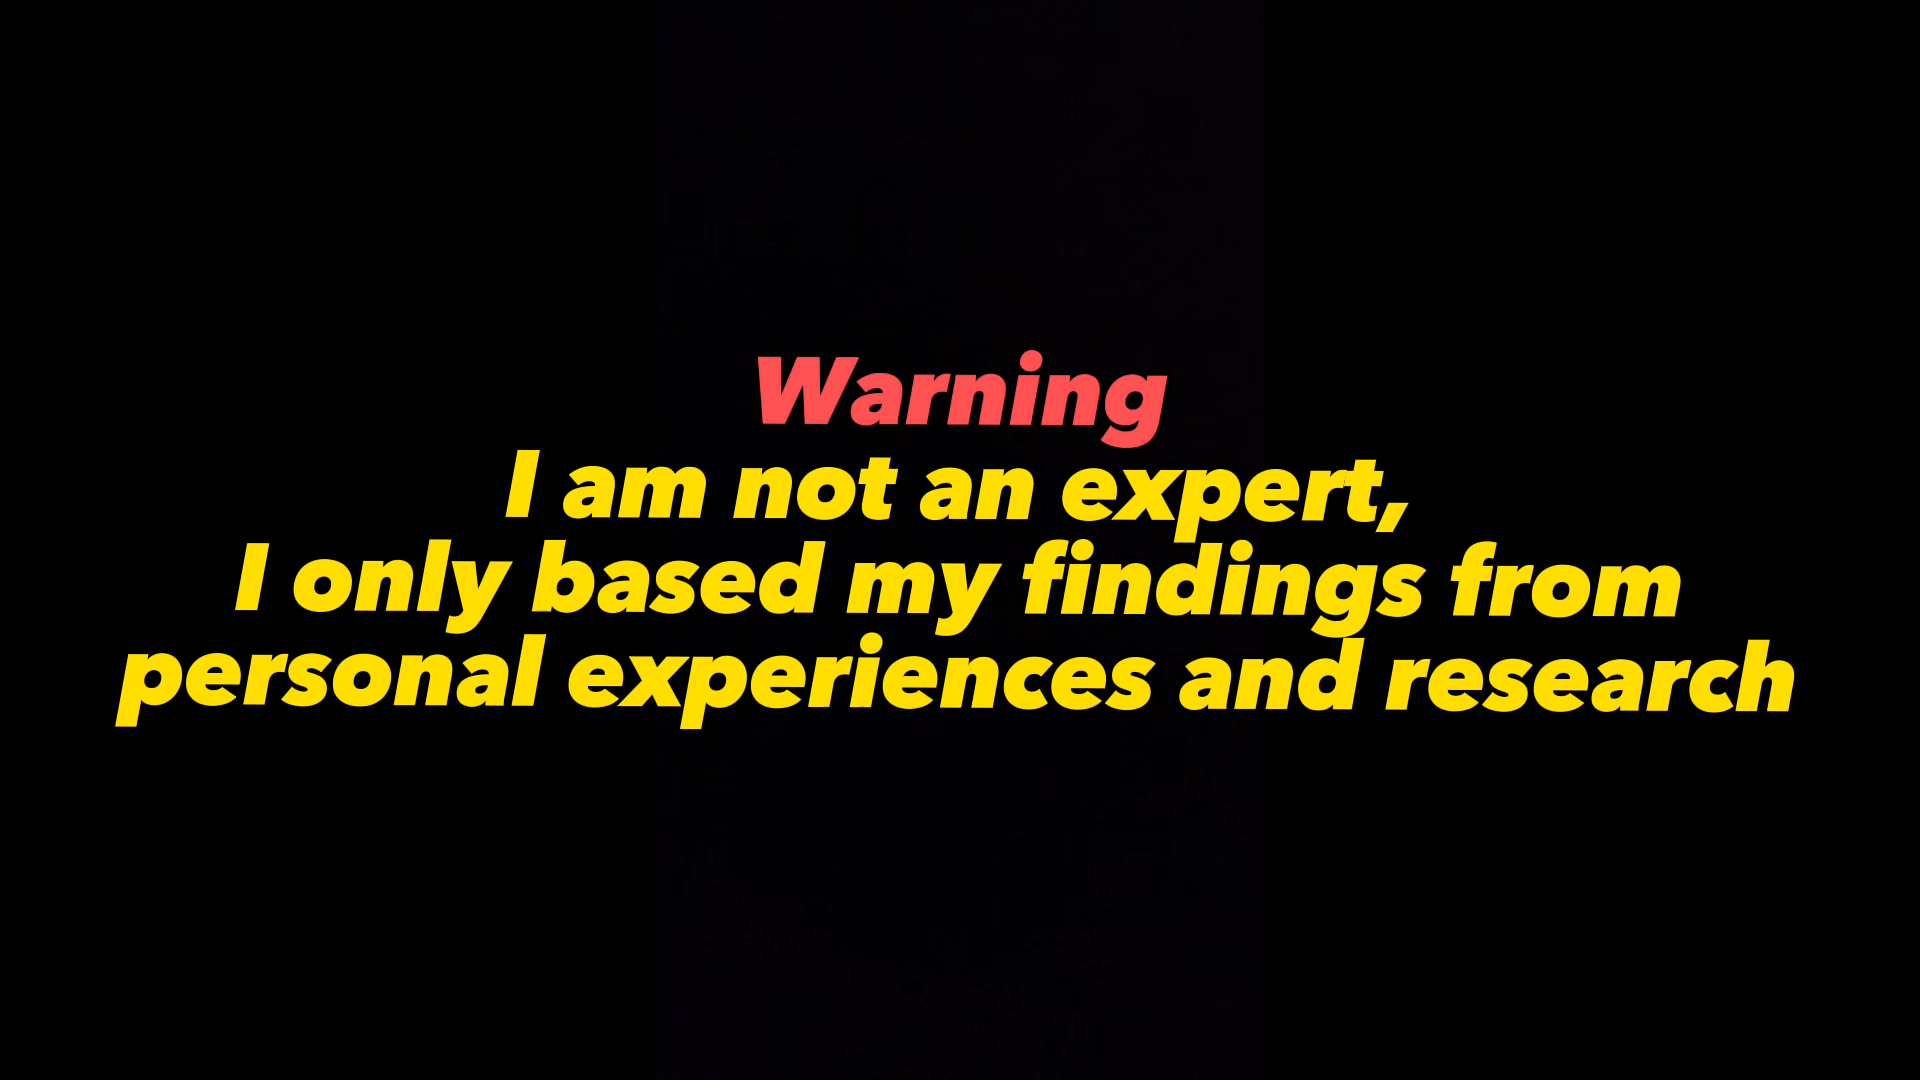 Warning
I am not an expert,
I only based my findings from
personal experiences and research